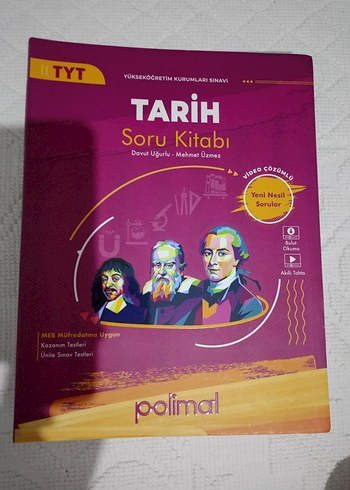 TYT
YÜKSEKÖĞRETİM KURUMLARI SINAVI
TARİH
Soru Kitabı
Davut Uğurlu - Mehmet Üzmez
VİDEO ÇÖZÜMLÜ
Yeni Nesil
Sorular
Bulut
Okuma
Akıllı Tahta
MEB Müfredatına Uygun
Kazanım Testleri
Ünite Sınav Testleri
polimat